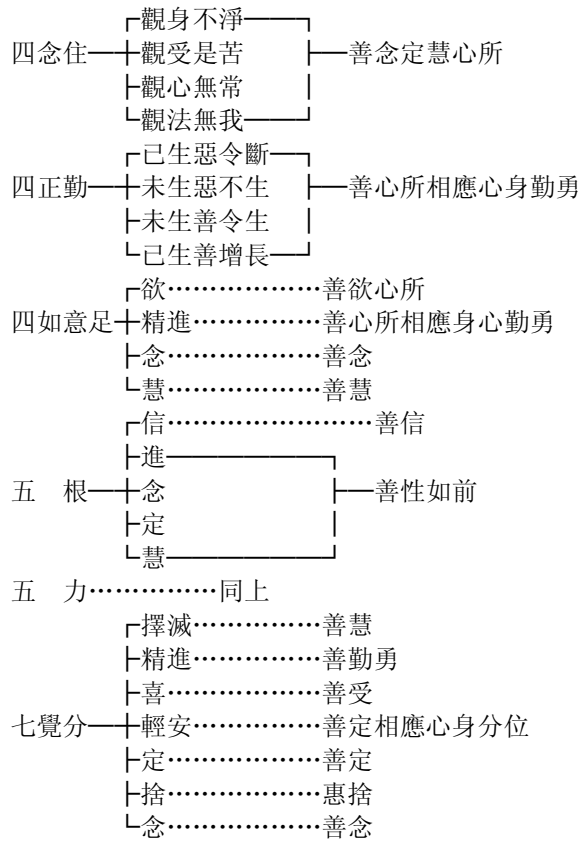 ┌觀身不淨──┐
四念住─┼觀受是苦 ├─善念定慧心所
├觀心無常 │
└觀法無我──┘
┌已生惡令斷─┐
四正勤─┼未生惡不生 ├─善心所相應心身勤勇
├未生善令生 │
└已生善增長─┘
┌欲………………善欲心所
四如意足┼精進……………善心所相應身心勤勇
├念………………善念
└慧………………善慧
┌信……………………善信
├進────────┐
五 根─┼念 ├─善性如前
├定 │
└慧────────┘
五 力……………同上
┌擇滅……………善慧
├精進……………善勤勇
├喜………………善受
七覺分─┼輕安……………善定相應心身分位
├定………………善定
├捨………………惠捨
└念………………善念